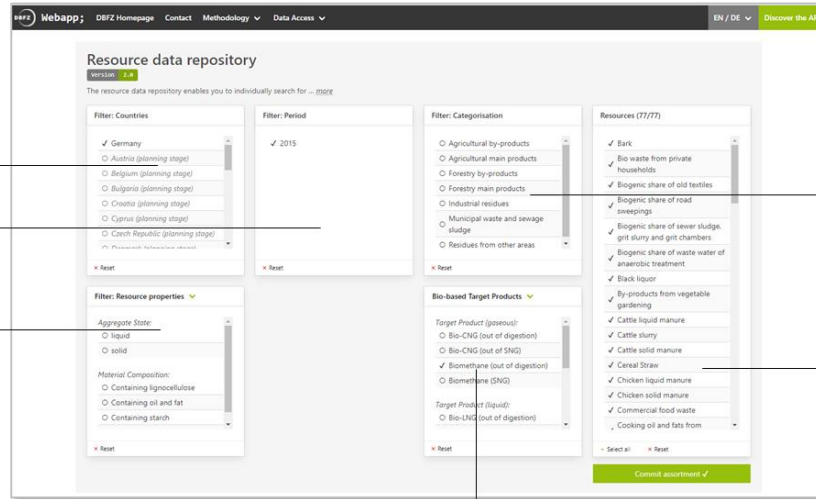 DBFZ Webapp; DBFZ Homepage Contact Methodology Data Access EN / DE Discover the
Resource data repository
Version 2.0
The resource data repository enables you to individually search for ... more
Filter: Countries
✓ Germany
Austria (planning stage)
Belgium (planning stage)
Bulgaria (planning stage)
Croatia (planning stage)
Cyprus (planning stage)
Czech Republic (planning stage)
Denmark (planning stage)
× Reset
Filter: Period
✓ 2015
× Reset
Filter: Categorisation
Agricultural by-products
Agricultural main products
Forestry by-products
Forestry main products
Industrial residues
Municipal waste and sewage
sludge
Residues from other areas
× Reset
Resources (77/77)
✓ Bark
✓ Bio waste from private
households
✓ Biogenic share of old textiles
✓ Biogenic share of road
sweepings
✓ Biogenic share of sewer sludge,
grit slurry and grit chambers
✓ Biogenic share of waste water of
anaerobic treatment
✓ Black liquor
✓ By-products from vegetable
gardening
✓ Cattle liquid manure
✓ Cattle slurry
✓ Cattle solid manure
✓ Cereal Straw
✓ Chicken liquid manure
✓ Chicken solid manure
✓ Commercial food waste
Cooking oil and fats from
Select all × Reset
Commit assortment ✓
Filter: Resource properties
Aggregate State:
liquid
solid
Material Composition:
Containing lignocellulose
Containing oil and fat
Containing starch
× Reset
Bio-based Target Products
Target Product (gaseous):
Bio-CNG (out of digestion)
Bio-CNG (out of SNG)
✓ Biomethane (out of digestion)
Biomethane (SNG)
Target Product (liquid):
Bio-LNG (out of digestion)
× Reset